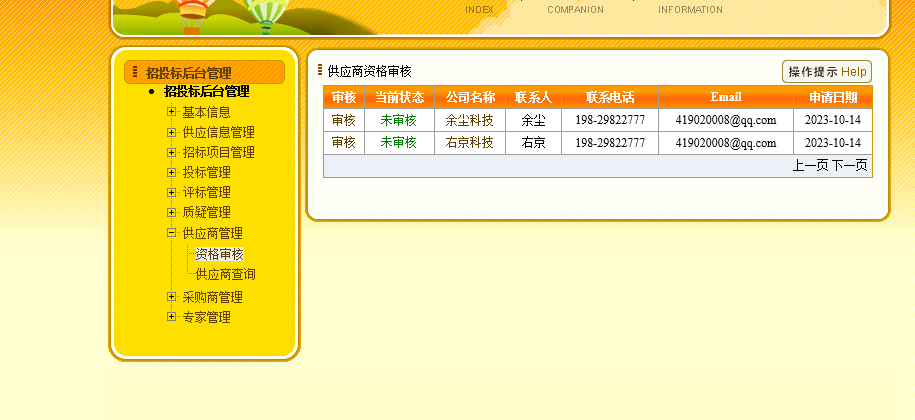 INDEX COMPANION INFORMATION
招投标后台管理
招投标后台管理
基本信息
供应信息管理
招标项目管理
投标管理
评标管理
质疑管理
供应商管理
资格审核
供应商查询
采购商管理
专家管理
供应商资格审核 操作提示 Help
审核 当前状态 公司名称 联系人 联系电话 Email 申请日期
审核 未审核 余尘科技 余尘 198-29822777 419020008@qq.com 2023-10-14
审核 未审核 右京科技 右京 198-29822777 419020008@qq.com 2023-10-14
上一页 下一页